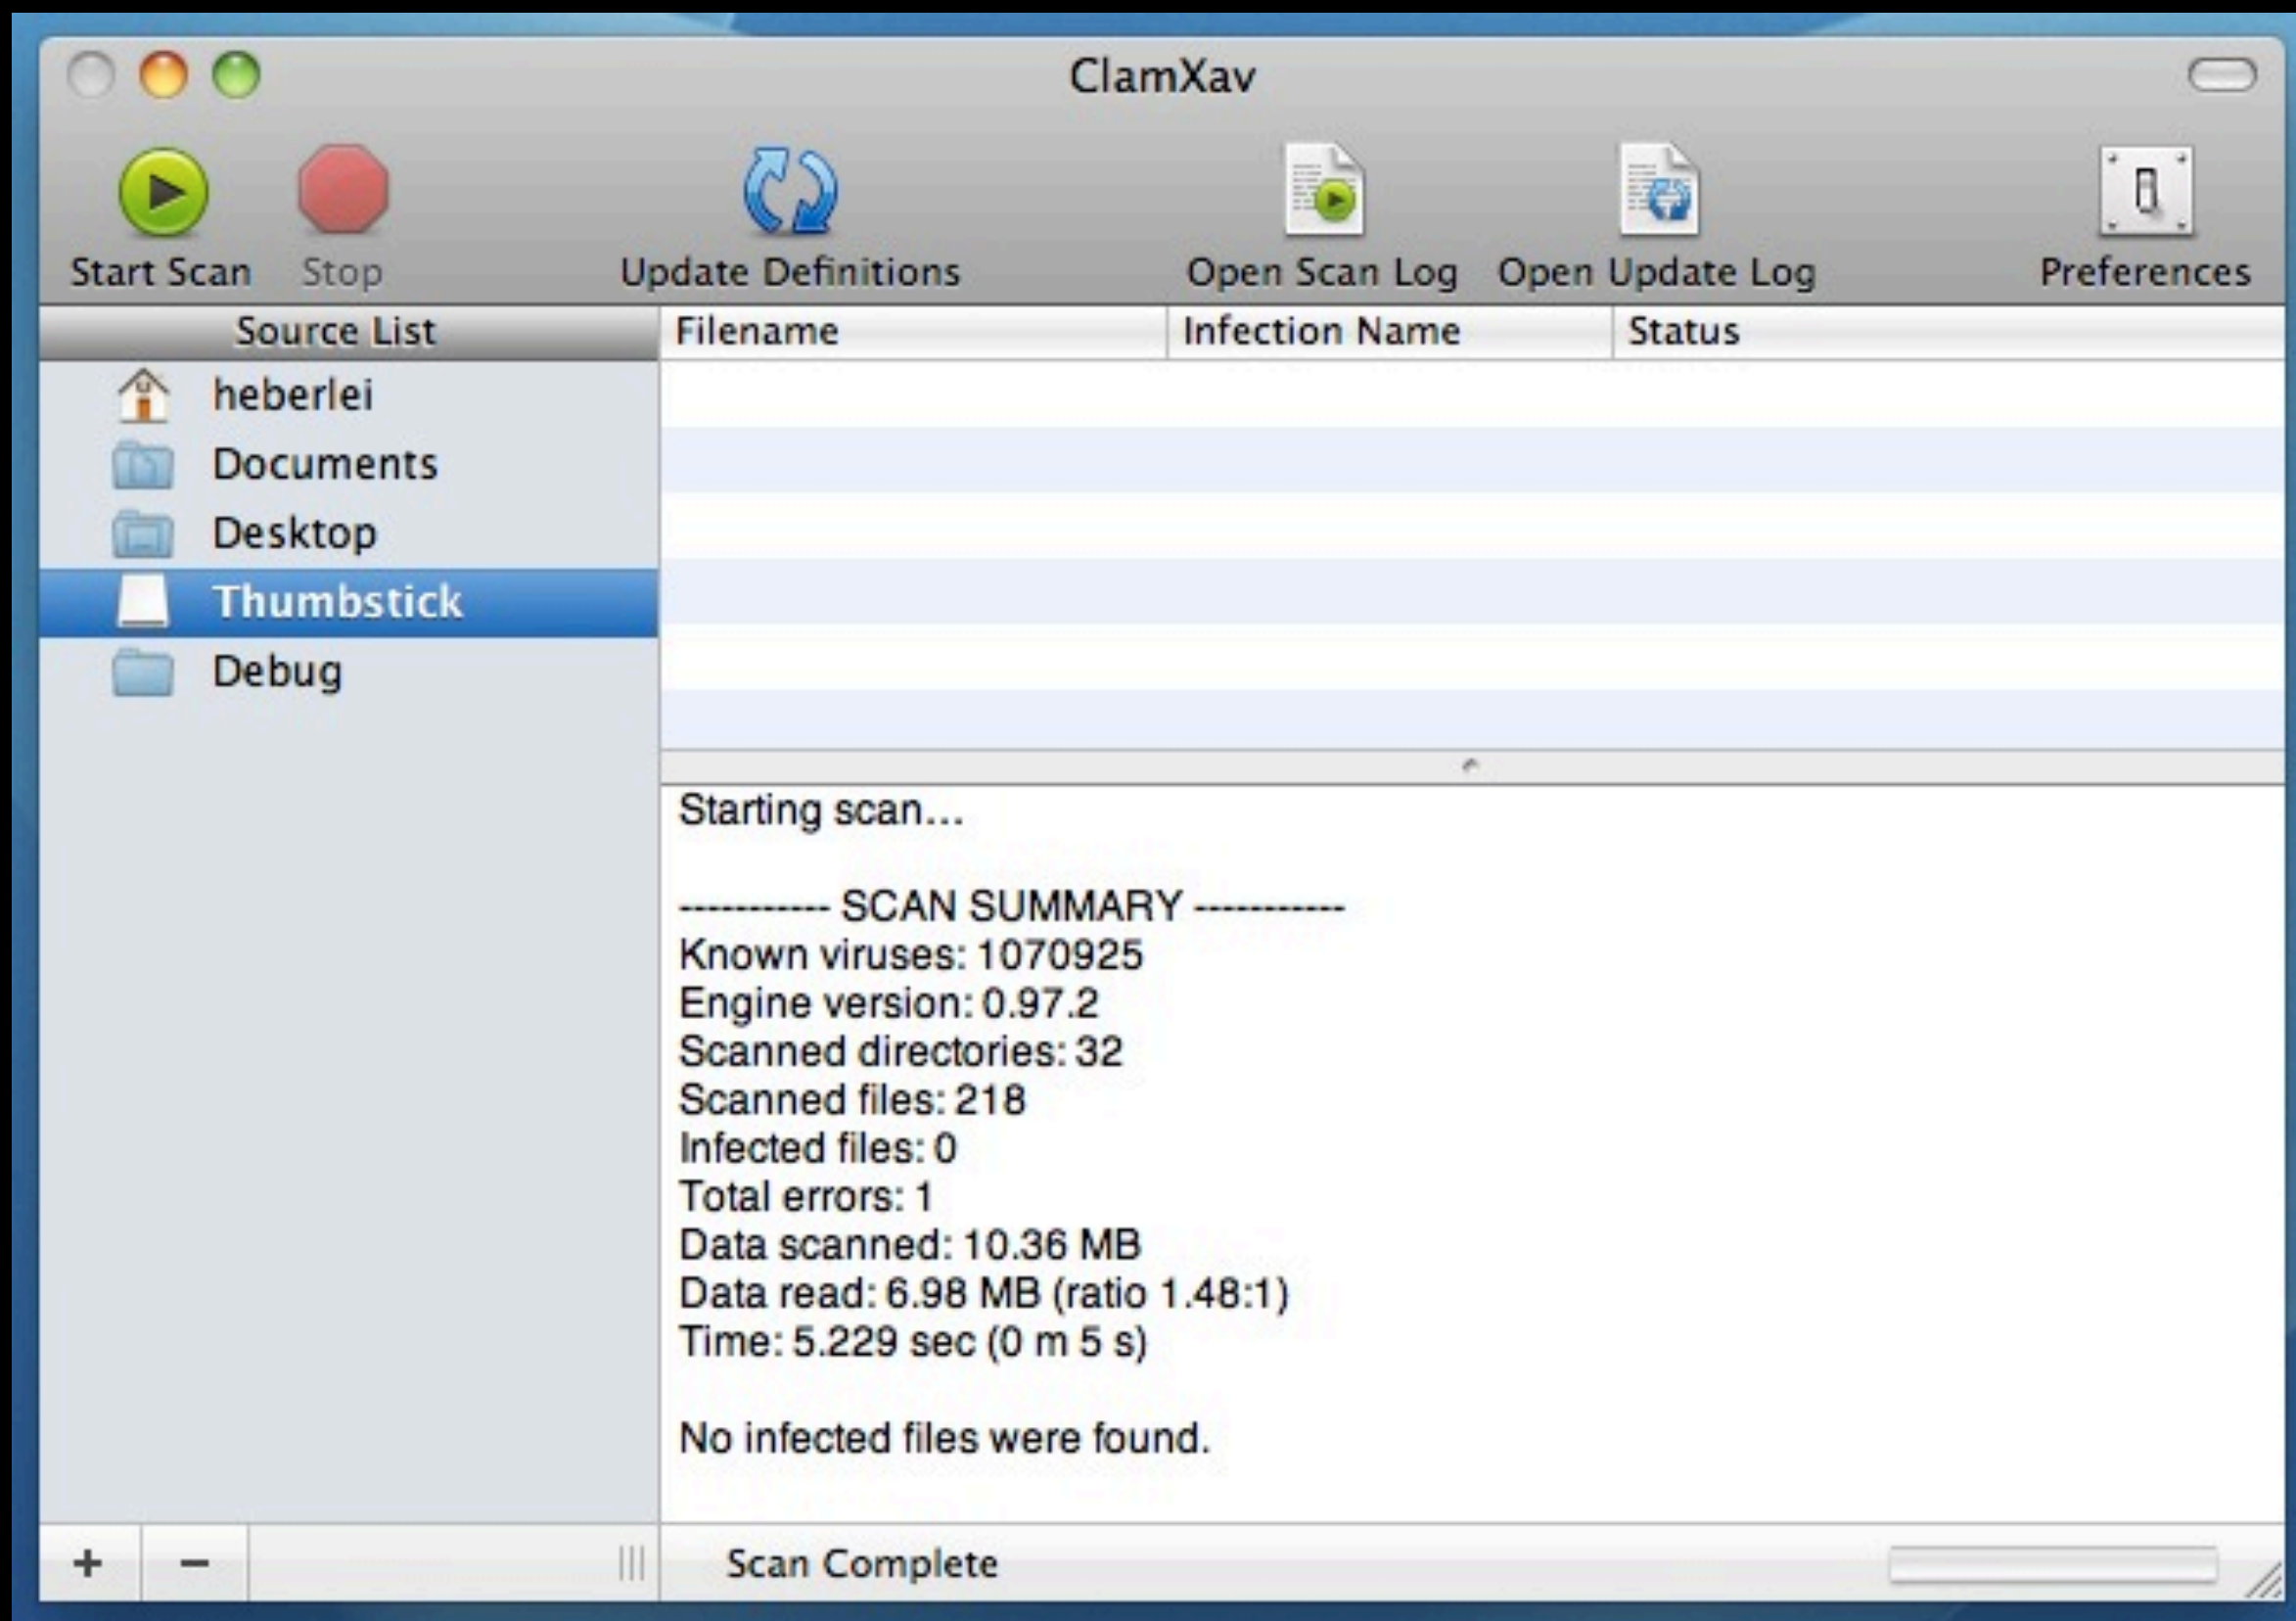 ClamXav
Start Scan Stop Update Definitions Open Scan Log Open Update Log Preferences
Source List Filename Infection Name Status
heberlei
Documents
Desktop
Thumbstick
Debug
Starting scan...
----------- SCAN SUMMARY -----------
Known viruses: 1070925
Engine version: 0.97.2
Scanned directories: 32
Scanned files: 218
Infected files: 0
Total errors: 1
Data scanned: 10.36 MB
Data read: 6.98 MB (ratio 1.48:1)
Time: 5.229 sec (0 m 5 s)
No infected files were found.
+ − Scan Complete